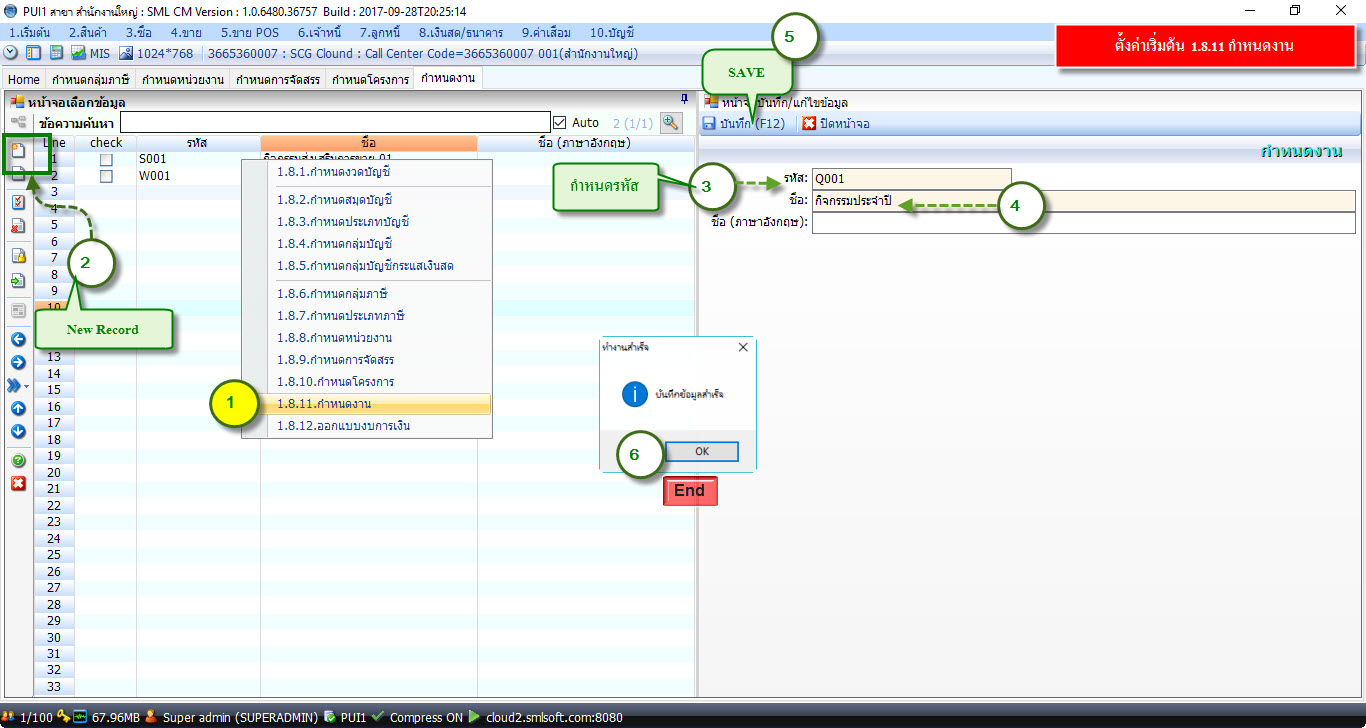 PUI1 สาขา สำนักงานใหญ่ : SML CM Version : 1.0.6480.36757 Build : 2017-09-28T20:25:14
1.เริ่มต้น 2.สินค้า 3.ซื้อ 4.ขาย 5.ขาย POS 6.เจ้าหนี้ 7.ลูกหนี้ 8.เงินสด/ธนาคาร 9.ค่าเสื่อม 10.บัญชี
5
ตั้งค่าเริ่มต้น 1.8.11 กำหนดงาน
MIS 1024*768 3665360007 : SCG Clound : Call Center Code=3665360007 001(สำนักงานใหญ่)
SAVE
Home กำหนดกลุ่มภาษี กำหนดหน่วยงาน กำหนดการจัดสรร กำหนดโครงการ กำหนดงาน
หน้าจอเลือกข้อมูล
หน้าจอบันทึก/แก้ไขข้อมูล
ข้อความค้นหา Auto 2 (1/1)
บันทึก (F12) ปิดหน้าจอ
Line check รหัส ชื่อ ชื่อ (ภาษาอังกฤษ)
กำหนดงาน
1 S001 กิจกรรมส่งเสริมการขาย 01
2 W001
1.8.1.กำหนดงวดบัญชี
1.8.2.กำหนดสมุดบัญชี
1.8.3.กำหนดประเภทบัญชี
1.8.4.กำหนดกลุ่มบัญชี
1.8.5.กำหนดกลุ่มบัญชีกระแสเงินสด
1.8.6.กำหนดกลุ่มภาษี
1.8.7.กำหนดประเภทภาษี
1.8.8.กำหนดหน่วยงาน
1.8.9.กำหนดการจัดสรร
1.8.10.กำหนดโครงการ
1.8.11.กำหนดงาน
1.8.12.ออกแบบงบการเงิน
กำหนดรหัส
3
รหัส: Q001
ชื่อ: กิจกรรมประจำปี
4
ชื่อ (ภาษาอังกฤษ):
3
4
5
6
7
8
9
10
2
New Record
1
13
14
15
16
17
18
19
20
21
22
23
24
25
26
27
28
29
30
31
32
33
ทำงานสำเร็จ
บันทึกข้อมูลสำเร็จ
6
OK
End
1/100 67.96MB Super admin (SUPERADMIN) PUI1 Compress ON cloud2.smlsoft.com:8080